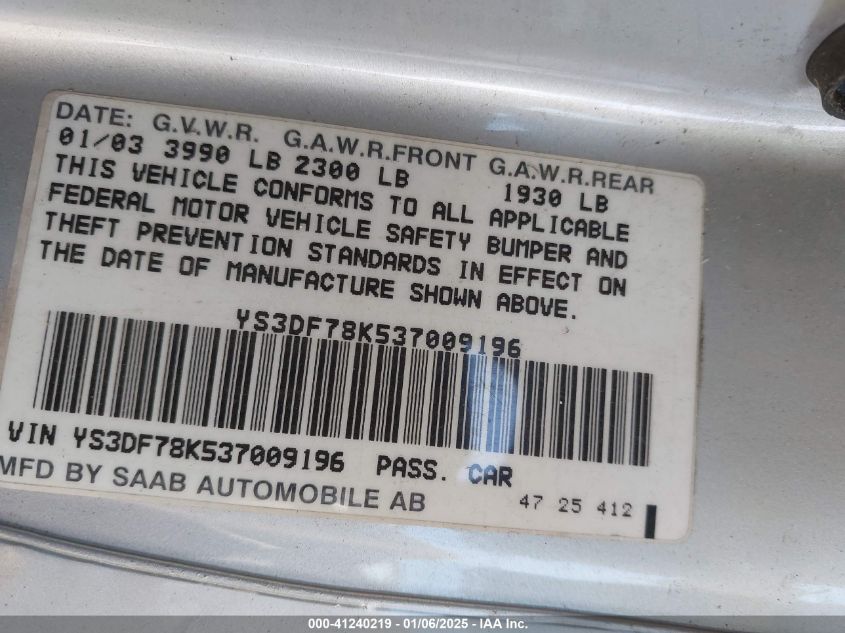 DATE: G.V.W.R. G.A.W.R.FRONT G.A.W.R.REAR
01/03 3990 LB 2300 LB 1930 LB
THIS VEHICLE CONFORMS TO ALL APPLICABLE
FEDERAL MOTOR VEHICLE SAFETY BUMPER AND
THEFT PREVENTION STANDARDS IN EFFECT ON
THE DATE OF MANUFACTURE SHOWN ABOVE.
YS3DF78K537009196
VIN YS3DF78K537009196 PASS. CAR
MFD BY SAAB AUTOMOBILE AB
47 25 412
000-41240219 - 01/06/2025 - IAA Inc.